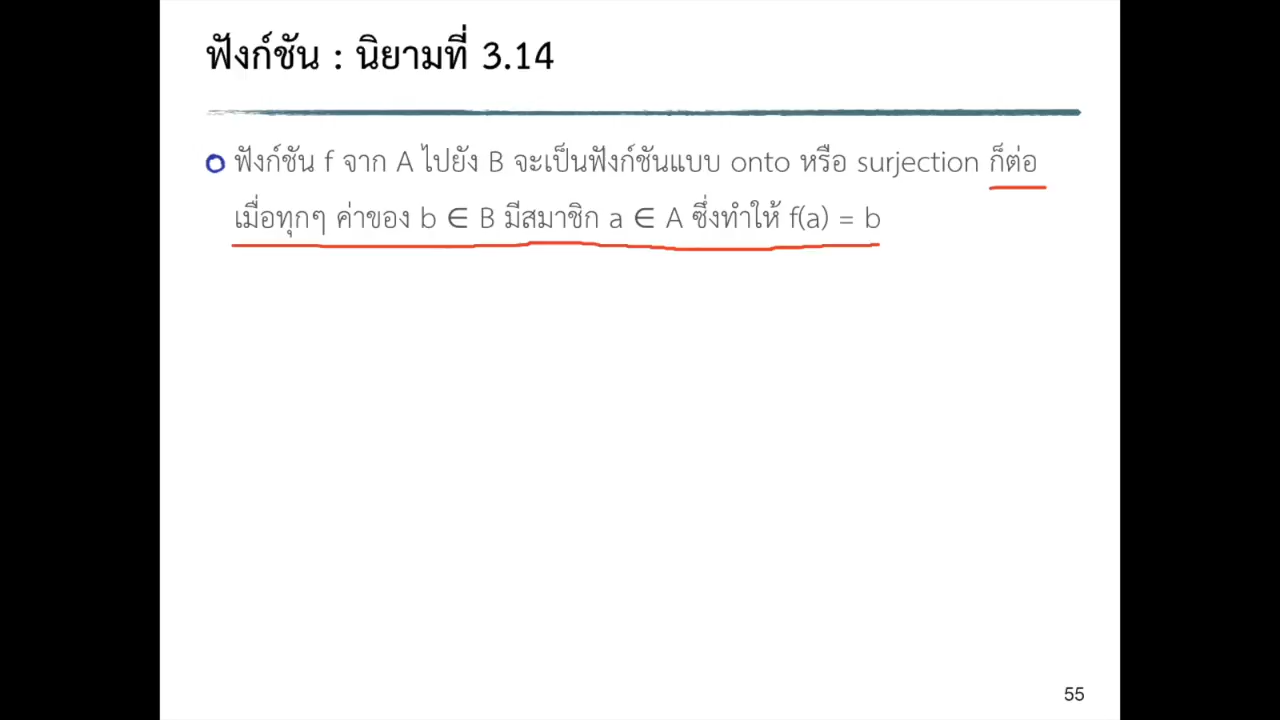 ฟังก์ชัน : นิยามที่ 3.14
ฟังก์ชัน f จาก A ไปยัง B จะเป็นฟังก์ชันแบบ onto หรือ surjection ก็ต่อ
เมื่อทุกๆ ค่าของ b ∈ B มีสมาชิก a ∈ A ซึ่งทำให้ f(a) = b
55